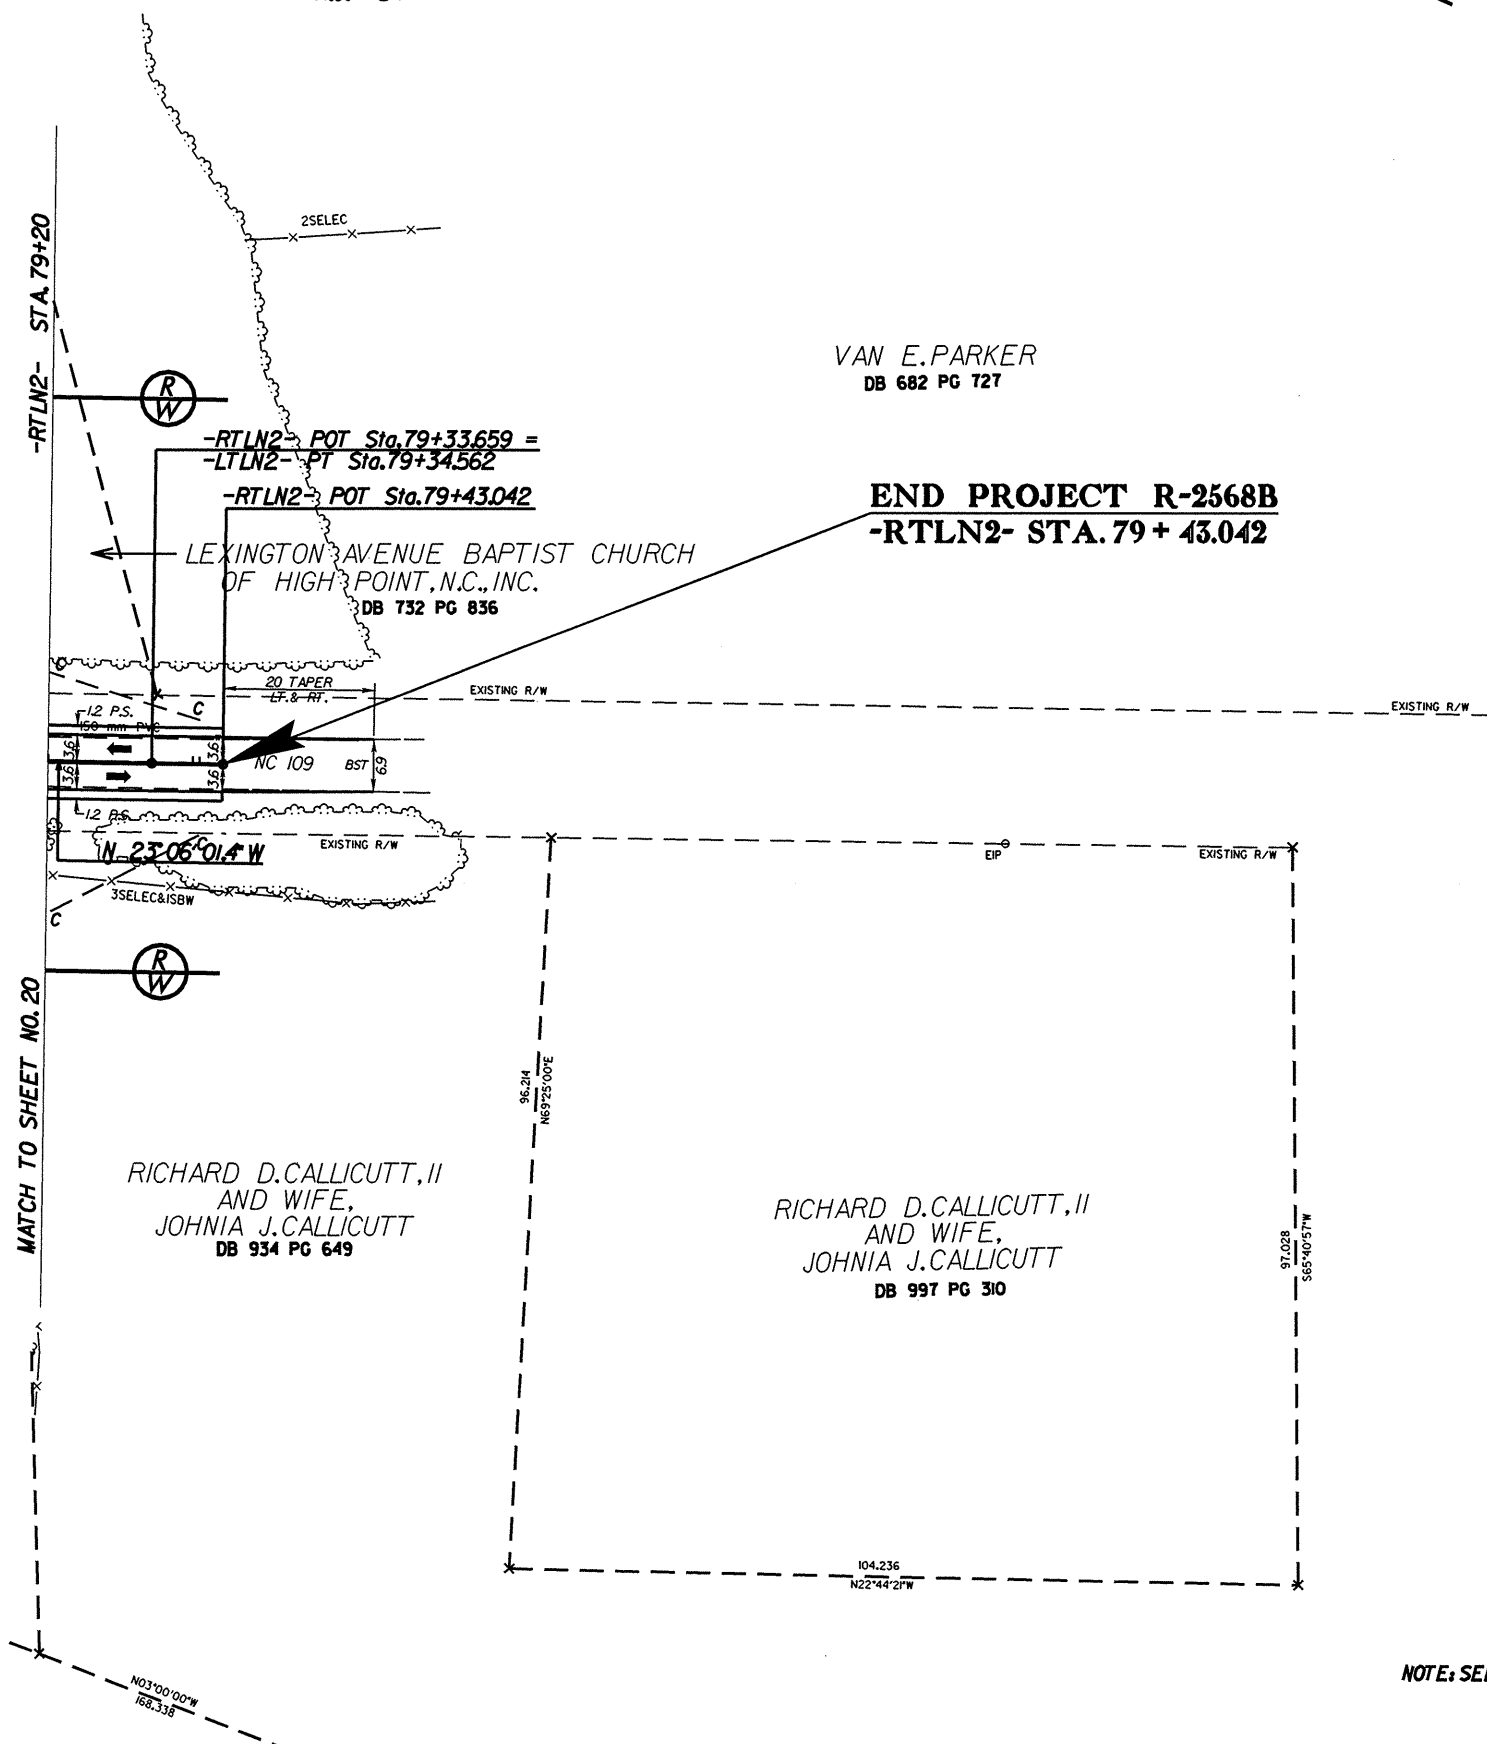 2SELEC
-RTLN2- STA. 79+20
VAN E. PARKER
DB 682 PG 727
R
W
-RTLN2- POT Sta. 79+33.659 =
-LTLN2- PT Sta. 79+34.562
-RTLN2- POT Sta. 79+43.042
END PROJECT R-2568B
-RTLN2- STA. 79 + 43.042
LEXINGTON AVENUE BAPTIST CHURCH
OF HIGH POINT, N.C., INC.
DB 732 PG 836
C
20 TAPER
LT. & RT.
EXISTING R/W
EXISTING R/W
C
1.2 P.S.
150 mm PVC
3.6
3.6
3.6
3.6
NC 109
BST
6.9
1.2 P.S.
C
EXISTING R/W
EIP
EXISTING R/W
N 23°06'01.4" W
3SELEC&1SBW
C
R
W
MATCH TO SHEET NO. 20
96.214
N69°25'00"E
RICHARD D. CALLICUTT, II
AND WIFE,
JOHNIA J. CALLICUTT
DB 934 PG 649
RICHARD D. CALLICUTT, II
AND WIFE,
JOHNIA J. CALLICUTT
DB 997 PG 310
97.028
S65°40'57"W
104.236
N22°44'21"W
N03°00'00"W
168.338
NOTE: SEE